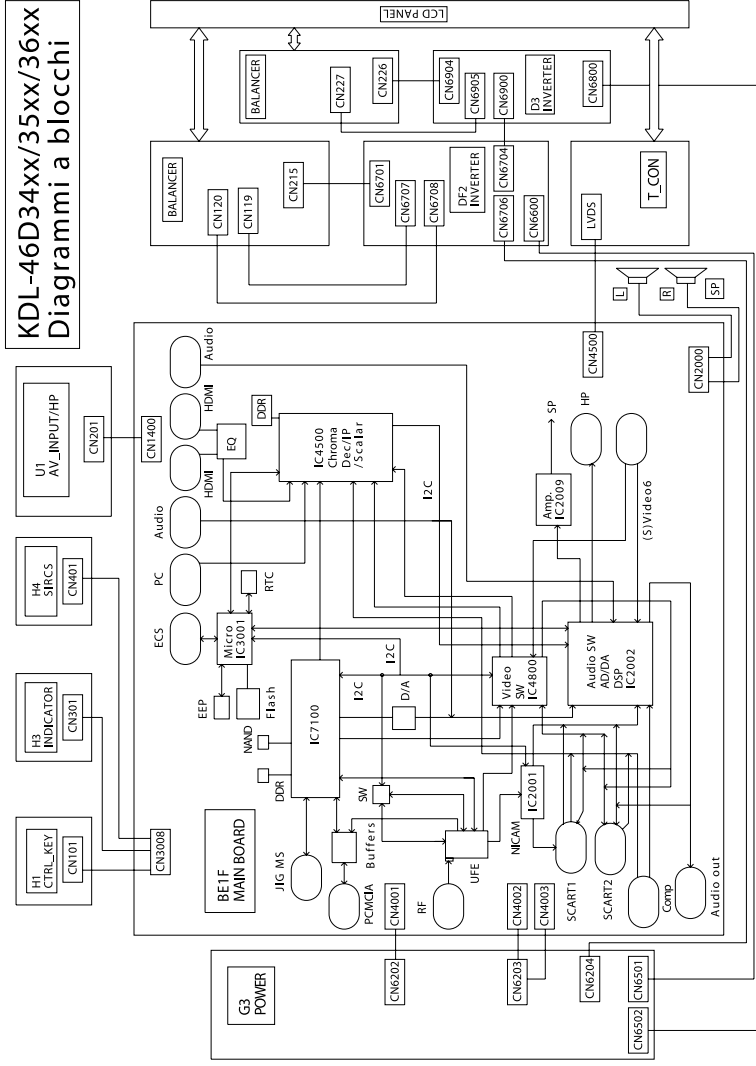 KDL-46D34xx/35xx/36xx
Diagrammi a blocchi
LCD PANEL
BALANCER
CN120
CN119
CN215
BALANCER
CN227
CN226
CN6701
CN6707
CN6708
DF2
INVERTER
CN6704
CN6706
CN6600
CN6904
CN6905
CN6900
D3
INVERTER
CN6800
LVDS
T_CON
L
R
SP
U1
AV_INPUT/HP
CN201
CN1400
H4
SIRCS
CN401
H3
INDICATOR
CN301
H1
CTRL_KEY
CN101
CN3008
BE1F
MAIN BOARD
Audio
HDMI
HDMI
Audio
PC
ECS
EQ
DDR
IC4500
Chroma
Dec/IP
/Scalar
CN4500
CN2000
RTC
Micro
IC3001
EEP
Flash
I2C
I2C
I2C
NAND
DDR
IC7100
D/A
SW
Buffers
JIG MS
PCMCIA
RF
UFE
NICAM
IC2001
Video
SW
IC4800
Audio SW
AD/DA
DSP
IC2002
Amp.
IC2009
SP
HP
(S)Video6
SCART1
SCART2
Comp
Audio out
CN4001
CN4002
CN4003
G3
POWER
CN6202
CN6203
CN6204
CN6501
CN6502